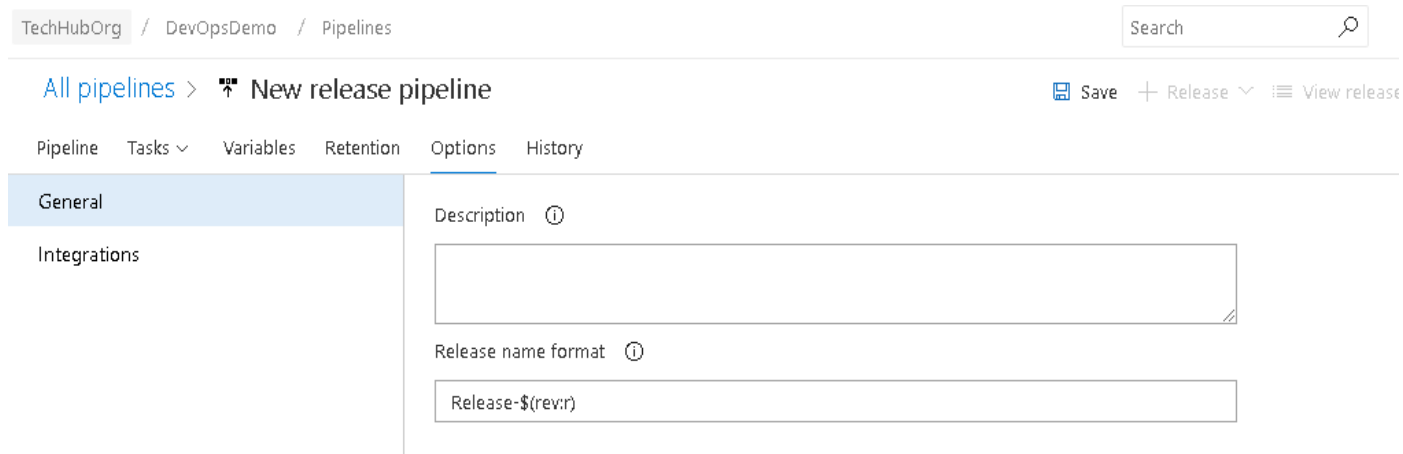 TechHubOrg / DevOpsDemo / Pipelines Search
All pipelines > New release pipeline Save + Release View release
Pipeline Tasks Variables Retention Options History
General
Description
Integrations
Release name format
Release-$(rev:r)